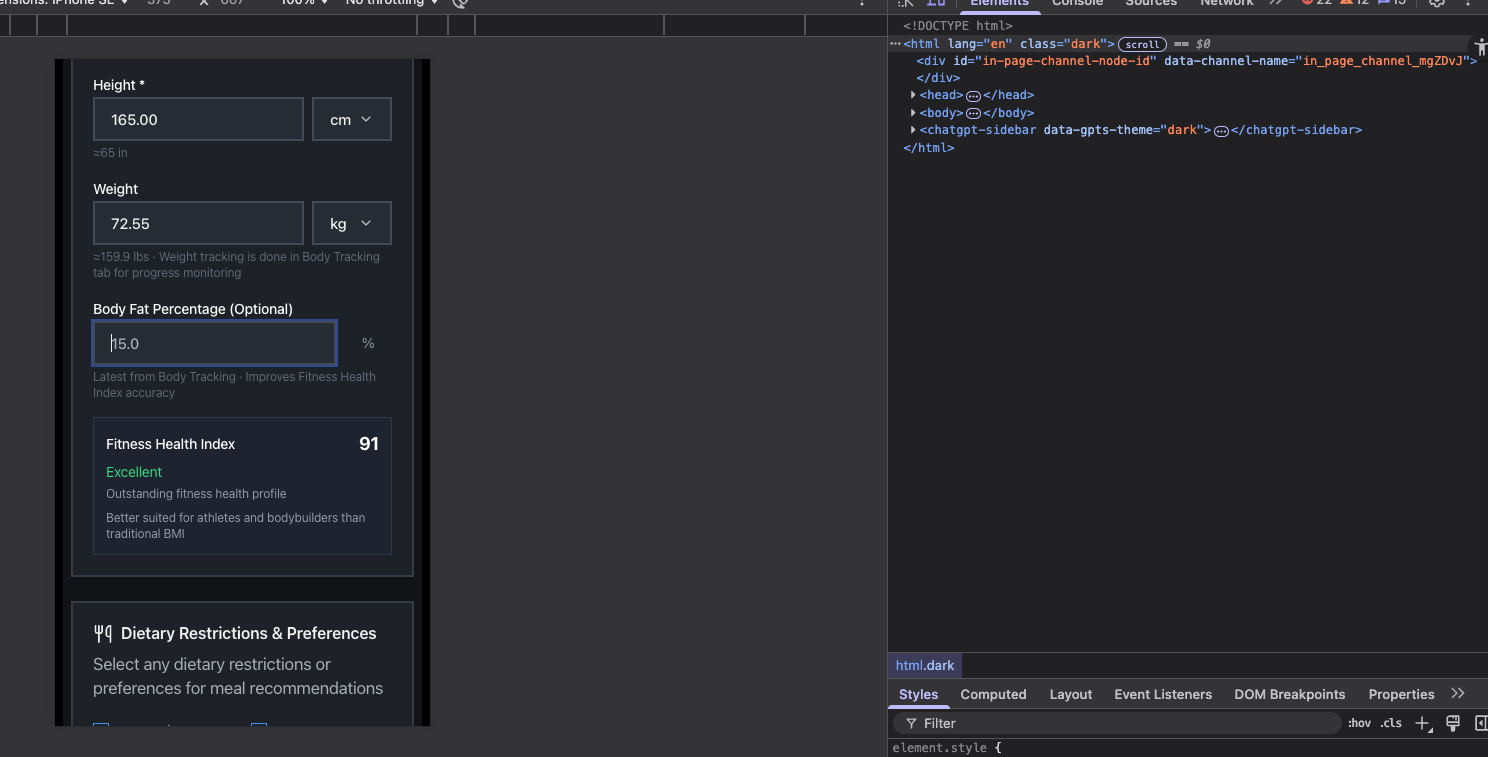 Dimensions: iPhone SE 375 x 667 100% No throttling
Elements Console Sources Network 22 12 15
<!DOCTYPE html>
<html lang="en" class="dark"> scroll == $0
<div id="in-page-channel-node-id" data-channel-name="in_page_channel_mgZDvJ">
</div>
<head> </head>
<body> </body>
<chatgpt-sidebar data-gpts-theme="dark"> </chatgpt-sidebar>
</html>
Height *
165.00 cm
≈65 in
Weight
72.55 kg
≈159.9 lbs · Weight tracking is done in Body Tracking
tab for progress monitoring
Body Fat Percentage (Optional)
15.0 %
Latest from Body Tracking · Improves Fitness Health
Index accuracy
Fitness Health Index 91
Excellent
Outstanding fitness health profile
Better suited for athletes and bodybuilders than
traditional BMI
Dietary Restrictions & Preferences
Select any dietary restrictions or
preferences for meal recommendations
html.dark
Styles Computed Layout Event Listeners DOM Breakpoints Properties
Filter :hov .cls
element.style {